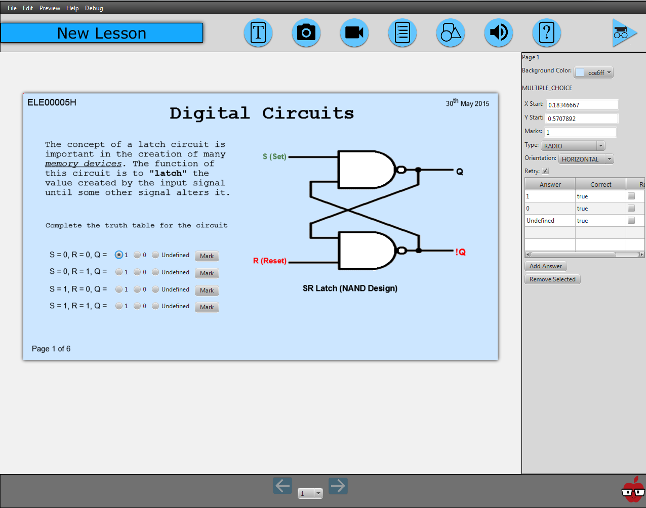 File Edit Preview Help Debug
New Lesson
T
?
ELE00005H
30th May 2015
Digital Circuits
The concept of a latch circuit is
important in the creation of many
memory devices. The function of
this circuit is to "latch" the
value created by the input signal
until some other signal alters it.
Complete the truth table for the circuit
S = 0, R = 0, Q = 1 0 Undefined Mark
S = 0, R = 1, Q = 1 0 Undefined Mark
S = 1, R = 0, Q = 1 0 Undefined Mark
S = 1, R = 1, Q = 1 0 Undefined Mark
S (Set)
Q
R (Reset)
!Q
SR Latch (NAND Design)
Page 1 of 6
Page 1
Background Color:
MULTIPLE_CHOICE
X Start: 0.18346667
Y Start: 0.5707892
Marks: 1
Type: RADIO
Orientation: HORIZONTAL
Retry:
Answer Correct
1 true
0 true
Undefined true
Add Answer
Remove Selected
1